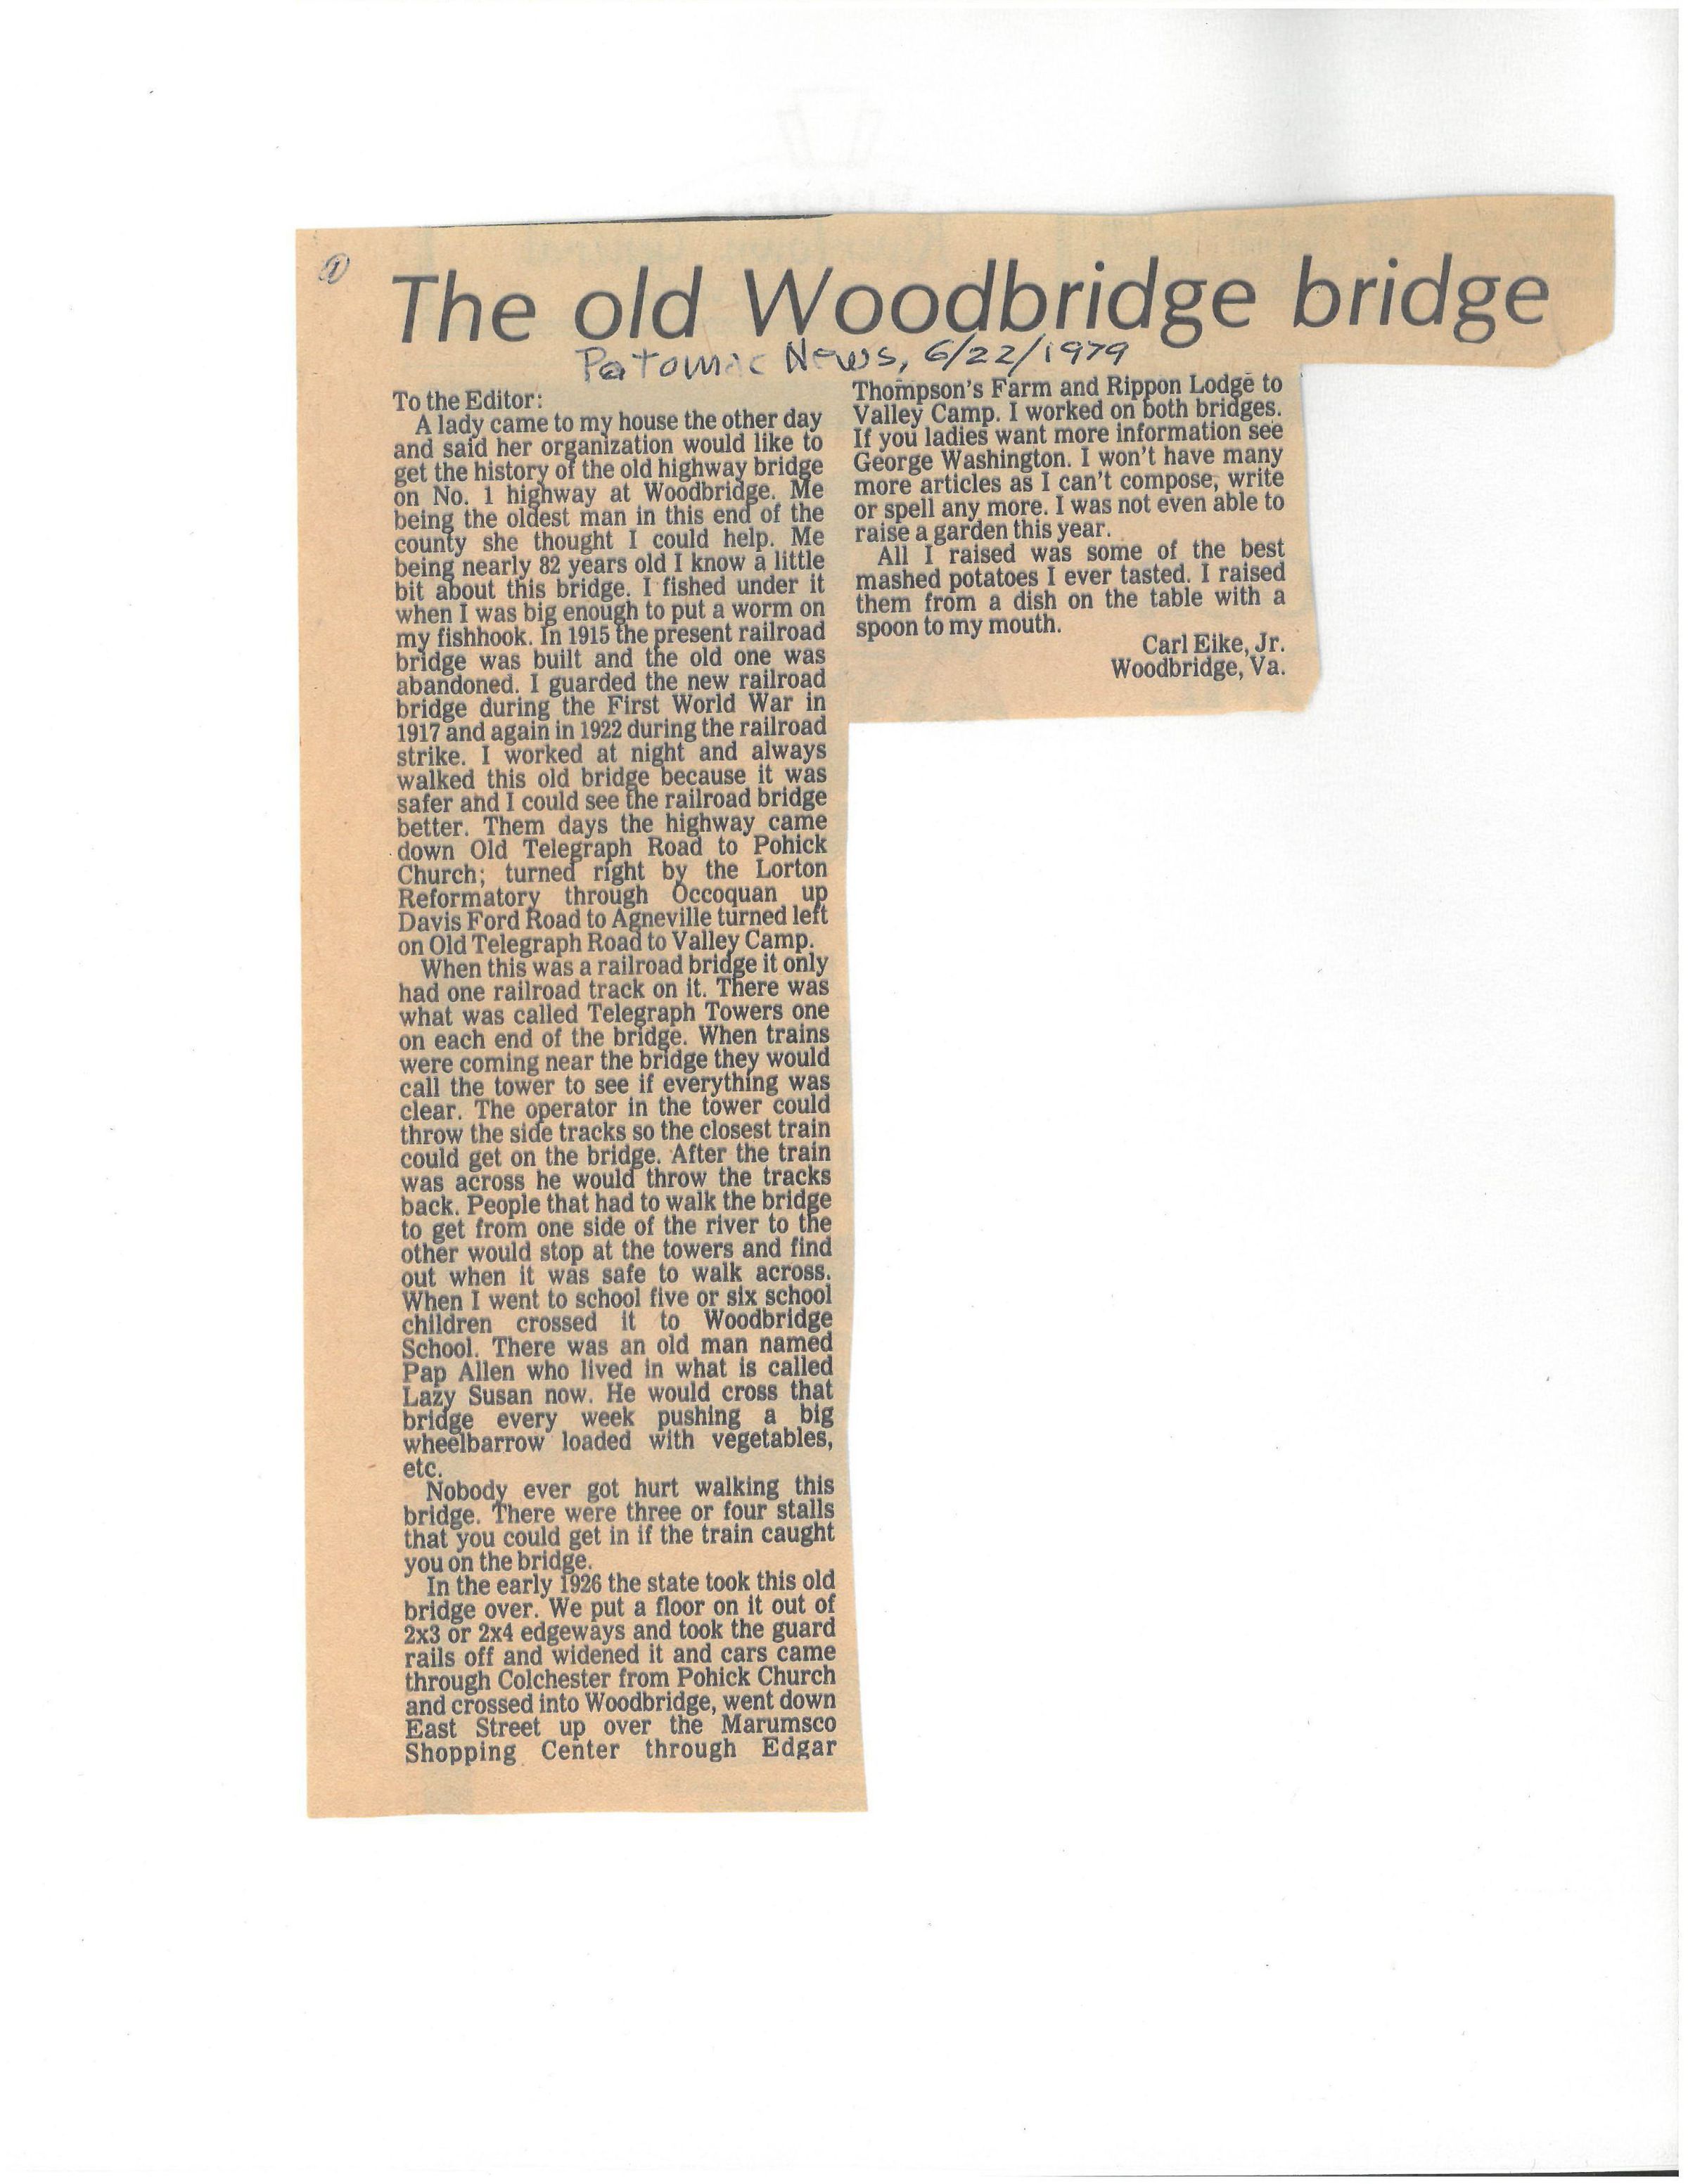 The old Woodbridge bridge
Potomac News, 6/22/1979
To the Editor:
A lady came to my house the other day
and said her organization would like to
get the history of the old highway bridge
on No. 1 highway at Woodbridge. Me
being the oldest man in this end of the
county she thought I could help. Me
being nearly 82 years old I know a little
bit about this bridge. I fished under it
when I was big enough to put a worm on
my fishhook. In 1915 the present railroad
bridge was built and the old one was
abandoned. I guarded the new railroad
bridge during the First World War in
1917 and again in 1922 during the railroad
strike. I worked at night and always
walked this old bridge because it was
safer and I could see the railroad bridge
better. Them days the highway came
down Old Telegraph Road to Pohick
Church; turned right by the Lorton
Reformatory through Occoquan up
Davis Ford Road to Agneville turned left
on Old Telegraph Road to Valley Camp.
When this was a railroad bridge it only
had one railroad track on it. There was
what was called Telegraph Towers one
on each end of the bridge. When trains
were coming near the bridge they would
call the tower to see if everything was
clear. The operator in the tower could
throw the side tracks so the closest train
could get on the bridge. After the train
was across he would throw the tracks
back. People that had to walk the bridge
to get from one side of the river to the
other would stop at the towers and find
out when it was safe to walk across.
When I went to school five or six school
children crossed it to Woodbridge
School. There was an old man named
Pap Allen who lived in what is called
Lazy Susan now. He would cross that
bridge every week pushing a big
wheelbarrow loaded with vegetables,
etc.
Nobody ever got hurt walking this
bridge. There were three or four stalls
that you could get in if the train caught
you on the bridge.
In the early 1926 the state took this old
bridge over. We put a floor on it out of
2x3 or 2x4 edgeways and took the guard
rails off and widened it and cars came
through Colchester from Pohick Church
and crossed into Woodbridge, went down
East Street up over the Marumsco
Shopping Center through Edgar
Thompson's Farm and Rippon Lodge to
Valley Camp. I worked on both bridges.
If you ladies want more information see
George Washington. I won't have many
more articles as I can't compose, write
or spell any more. I was not even able to
raise a garden this year.
All I raised was some of the best
mashed potatoes I ever tasted. I raised
them from a dish on the table with a
spoon to my mouth.
Carl Eike, Jr.
Woodbridge, Va.